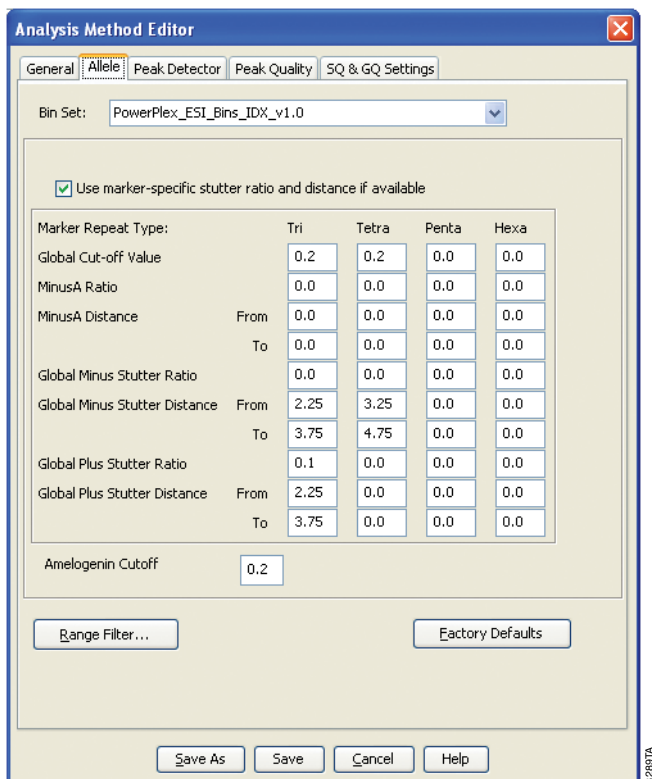 Analysis Method Editor
General Allele Peak Detector Peak Quality SQ & GQ Settings
Bin Set: PowerPlex_ESI_Bins_IDX_v1.0
Use marker-specific stutter ratio and distance if available
Marker Repeat Type: Tri Tetra Penta Hexa
Global Cut-off Value 0.2 0.2 0.0 0.0
MinusA Ratio 0.0 0.0 0.0 0.0
MinusA Distance From 0.0 0.0 0.0 0.0
To 0.0 0.0 0.0 0.0
Global Minus Stutter Ratio 0.0 0.0 0.0 0.0
Global Minus Stutter Distance From 2.25 3.25 0.0 0.0
To 3.75 4.75 0.0 0.0
Global Plus Stutter Ratio 0.1 0.0 0.0 0.0
Global Plus Stutter Distance From 2.25 0.0 0.0 0.0
To 3.75 0.0 0.0 0.0
Amelogenin Cutoff 0.2
Range Filter... Factory Defaults
Save As Save Cancel Help